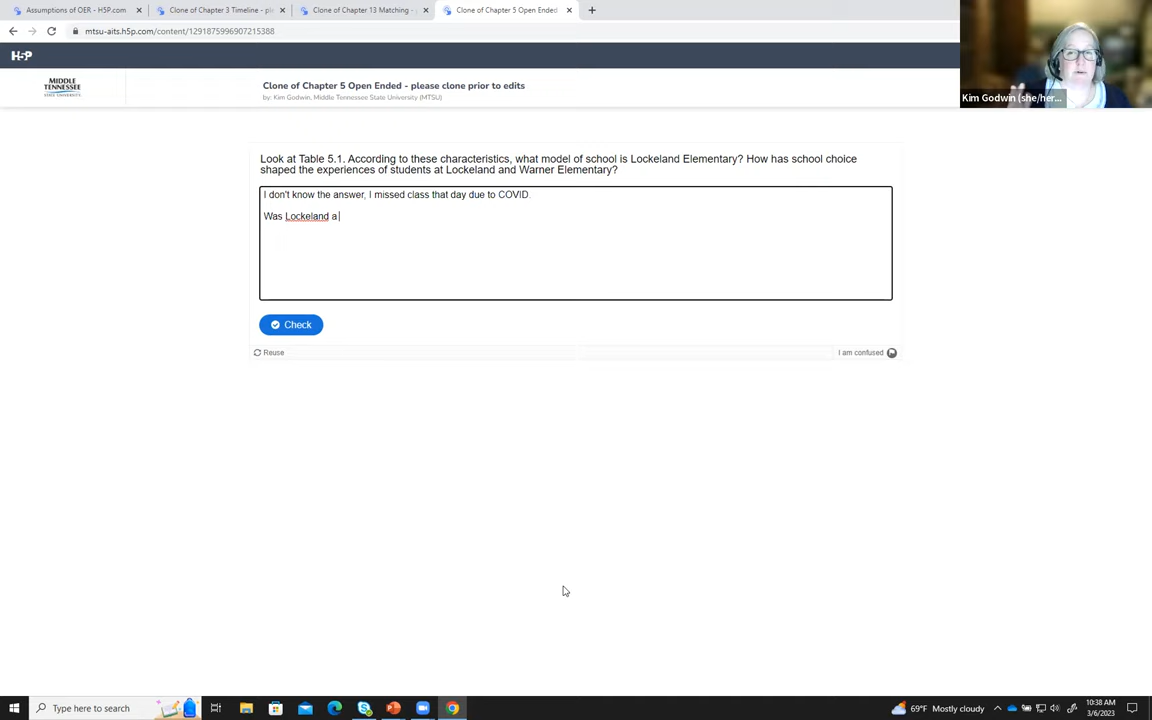 Assumptions of OER - H5P.com
Clone of Chapter 3 Timeline - ple
Clone of Chapter 13 Matching -
Clone of Chapter 5 Open Ended
mtsu-aits.h5p.com/content/1291875996907215388
H5P
MIDDLE
TENNESSEE
STATE UNIVERSITY
Clone of Chapter 5 Open Ended - please clone prior to edits
by: Kim Godwin, Middle Tennessee State University (MTSU)
Kim Godwin (she/her...
Look at Table 5.1. According to these characteristics, what model of school is Lockeland Elementary? How has school choice
shaped the experiences of students at Lockeland and Warner Elementary?
I don't know the answer, I missed class that day due to COVID.
Was Lockeland a
Check
Reuse
I am confused
Type here to search
69°F Mostly cloudy
10:38 AM
3/6/2023